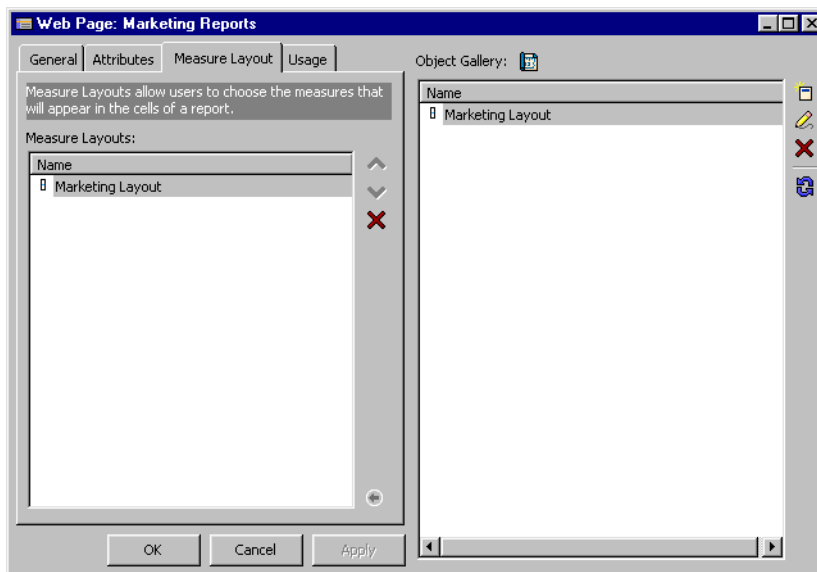 Web Page: Marketing Reports
General Attributes Measure Layout Usage
Measure Layouts allow users to choose the measures that
will appear in the cells of a report.
Measure Layouts:
Name
Marketing Layout
OK Cancel Apply
Object Gallery:
Name
Marketing Layout